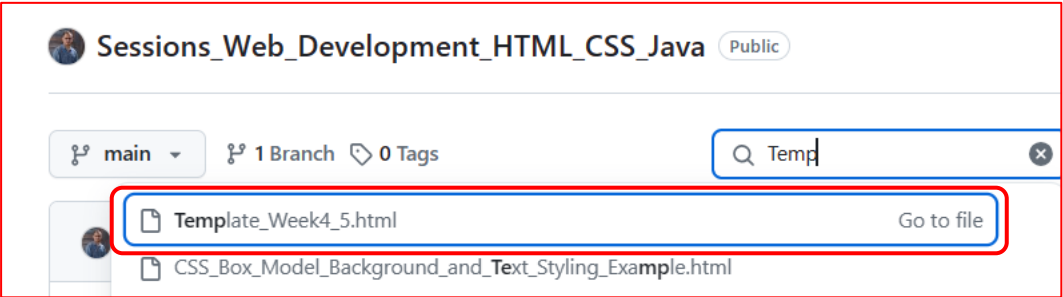 Sessions_Web_Development_HTML_CSS_Java Public
main 1 Branch 0 Tags Temp
Template_Week4_5.html Go to file
CSS_Box_Model_Background_and_Text_Styling_Example.html